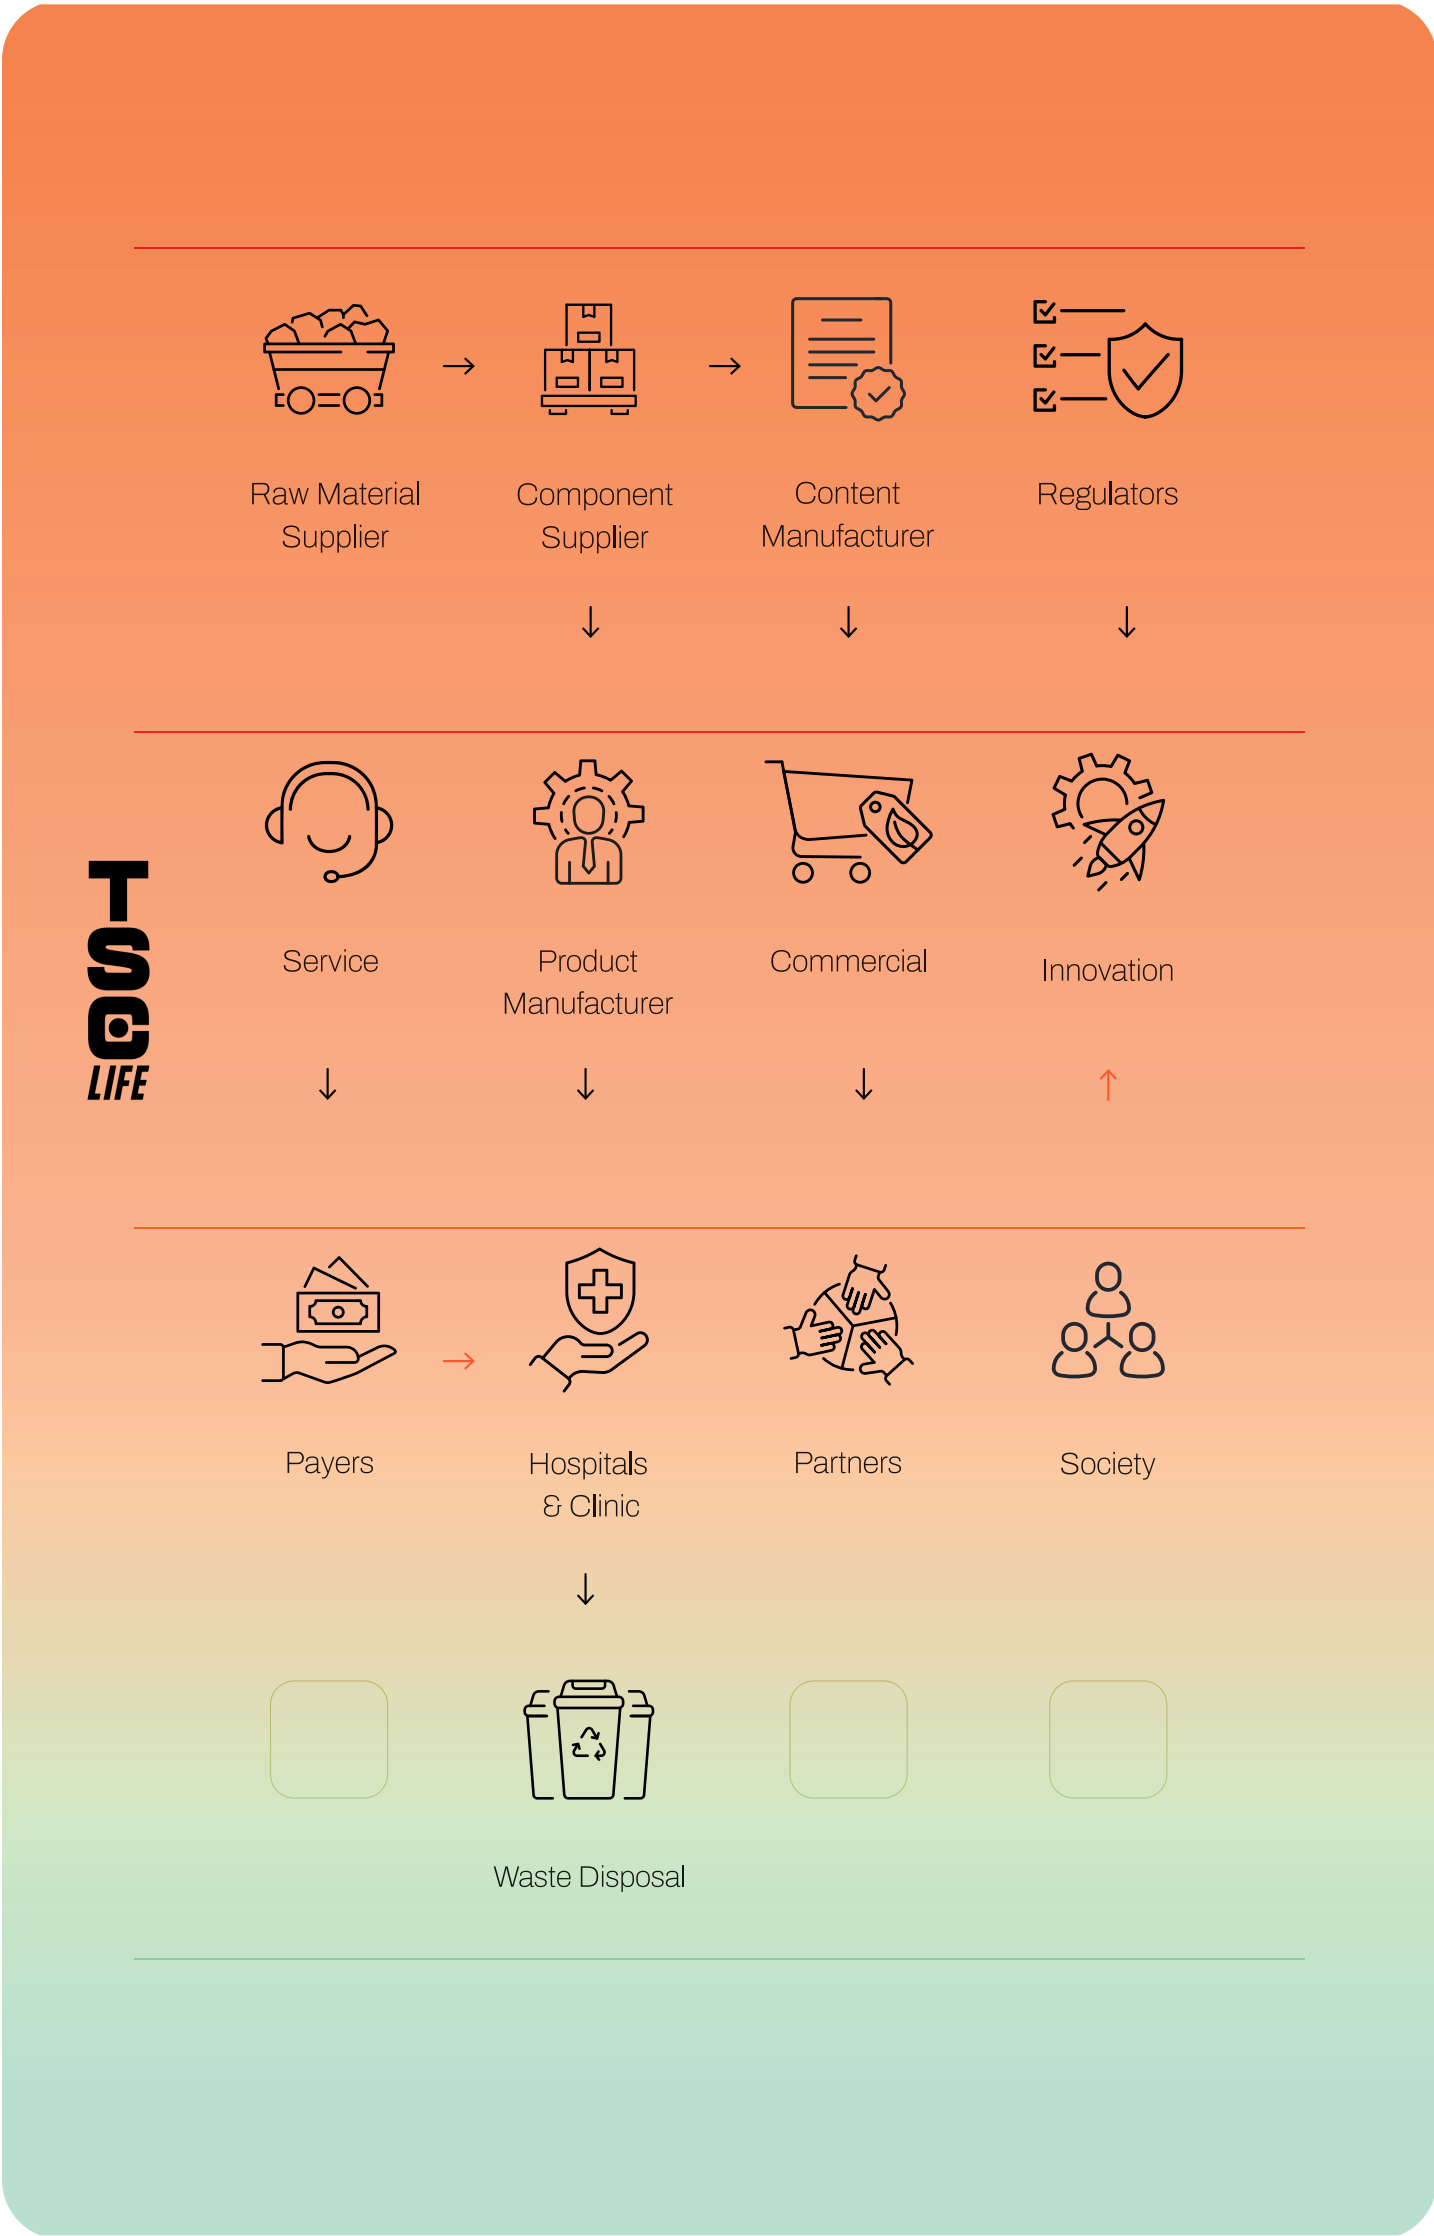 Raw Material
Supplier
Component
Supplier
Content
Manufacturer
Regulators
TSC
LIFE
Service
Product
Manufacturer
Commercial
Innovation
Payers
Hospitals
& Clinic
Partners
Society
Waste Disposal